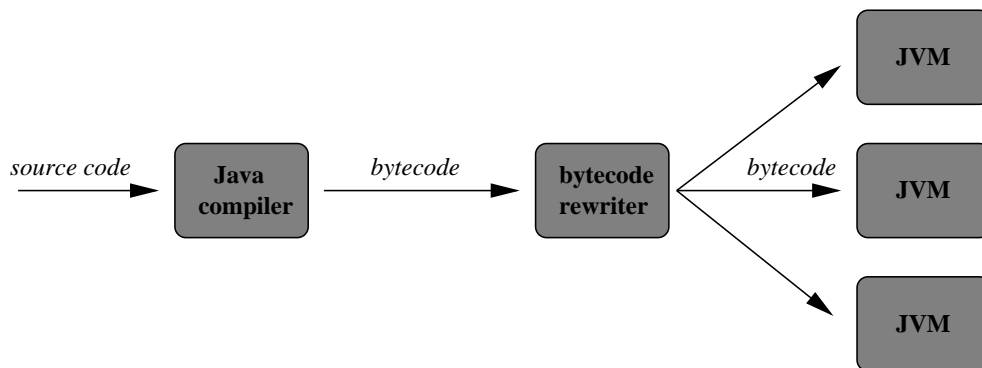 source code
Java
compiler
bytecode
bytecode
rewriter
bytecode
JVM
JVM
JVM